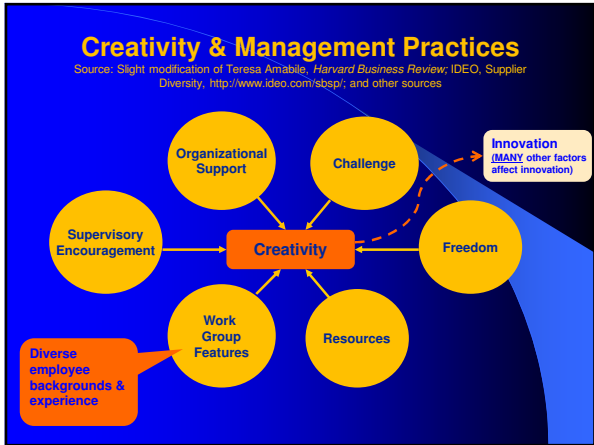 Creativity & Management Practices
Source: Slight modification of Teresa Amabile, Harvard Business Review; IDEO, Supplier
Diversity, http://www.ideo.com/sbsp/; and other sources
Organizational
Support
Challenge
Innovation
(MANY other factors
affect innovation)
Supervisory
Encouragement
Creativity
Freedom
Work
Group
Features
Resources
Diverse
employee
backgrounds &
experience